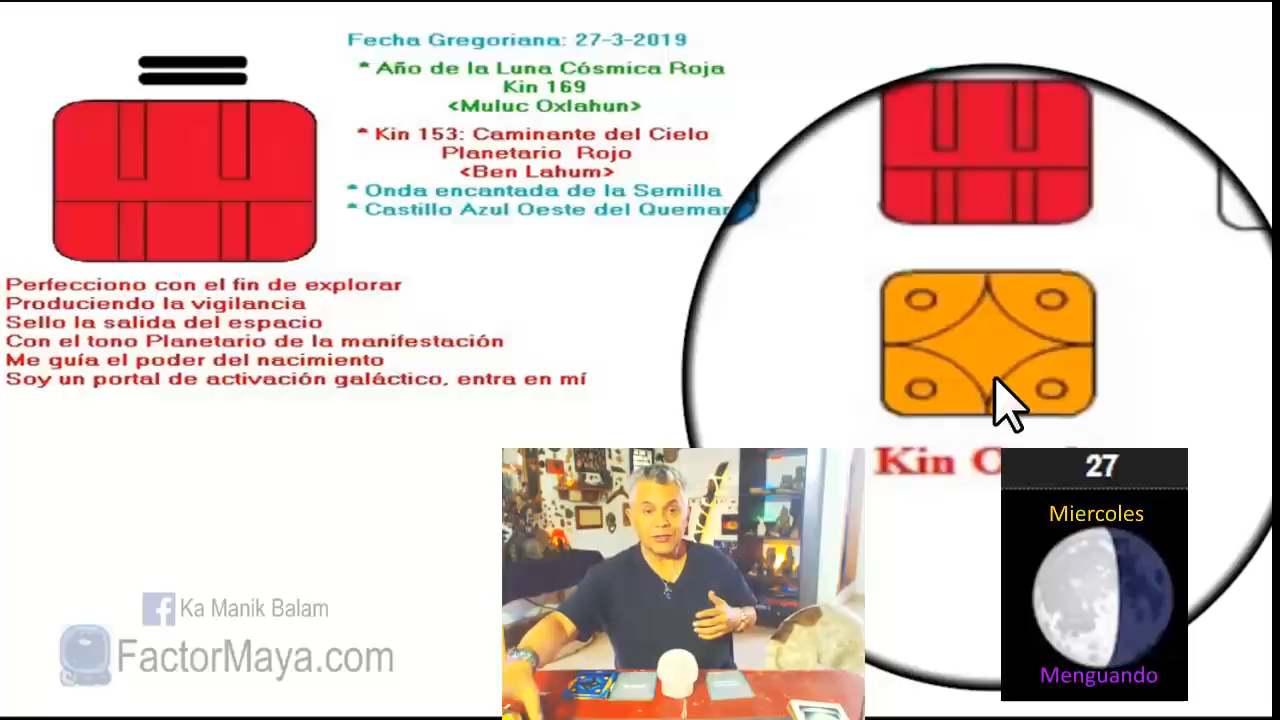 Fecha Gregoriana: 27-3-2019
* Año de la Luna Cósmica Roja
Kin 169
<Muluc Oxlahun>
* Kin 153: Caminante del Cielo
Planetario Rojo
<Ben Lahum>
* Onda encantada de la Semilla
* Castillo Azul Oeste del Quemar
Perfecciono con el fin de explorar
Produciendo la vigilancia
Sello la salida del espacio
Con el tono Planetario de la manifestación
Me guía el poder del nacimiento
Soy un portal de activación galáctico, entra en mí
Kin
27
Miercoles
Menguando
Ka Manik Balam
FactorMaya.com